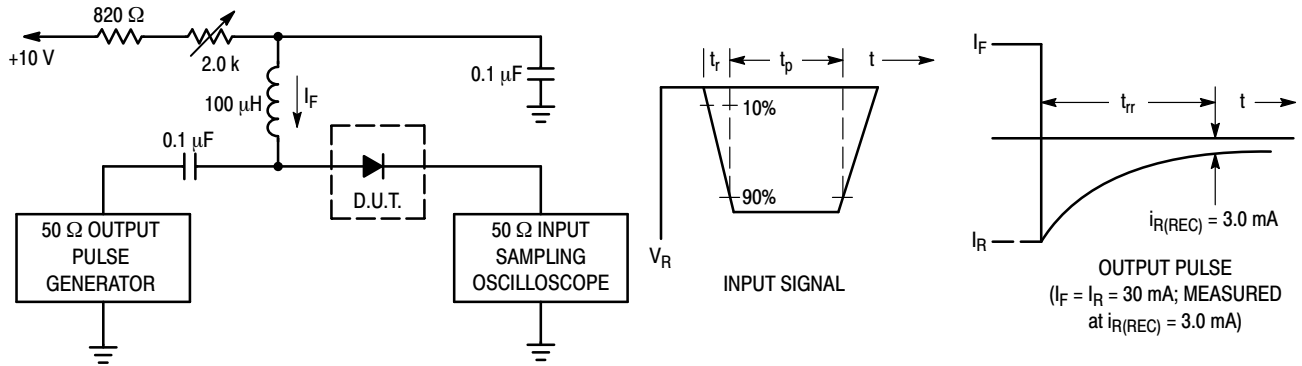 820 Ω
+10 V
2.0 k
100 μH
I_F
0.1 μF
0.1 μF
D.U.T.
50 Ω OUTPUT
PULSE
GENERATOR
50 Ω INPUT
SAMPLING
OSCILLOSCOPE
t_r
t_p
t
10%
90%
V_R
INPUT SIGNAL
I_F
t_rr
t
I_R
i_R(REC) = 3.0 mA
OUTPUT PULSE
(I_F = I_R = 30 mA; MEASURED
at i_R(REC) = 3.0 mA)